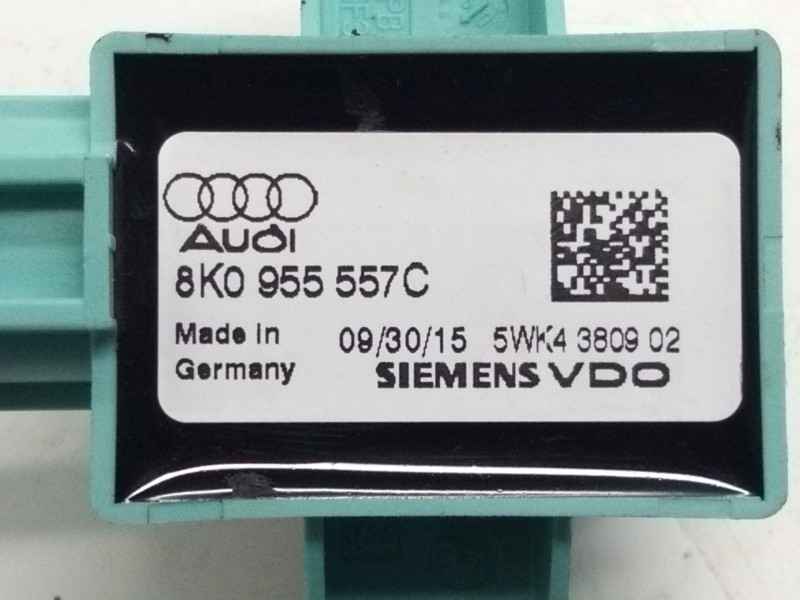 Audi
8K0 955 557C
Made in 09/30/15 5WK4 3809 02
Germany SIEMENS VDO